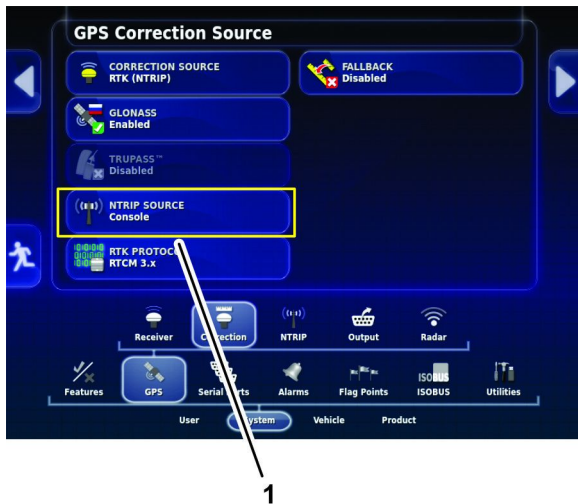 GPS Correction Source
CORRECTION SOURCE
RTK (NTRIP)
FALLBACK
Disabled
GLONASS
Enabled
TRUPASS™
Disabled
NTRIP SOURCE
Console
RTK PROTOCOL
RTCM 3.x
Receiver
Correction
NTRIP
Output
Radar
Features
GPS
Serial Ports
Alarms
Flag Points
ISOBUS
ISOBUS
Utilities
User
System
Vehicle
Product
1